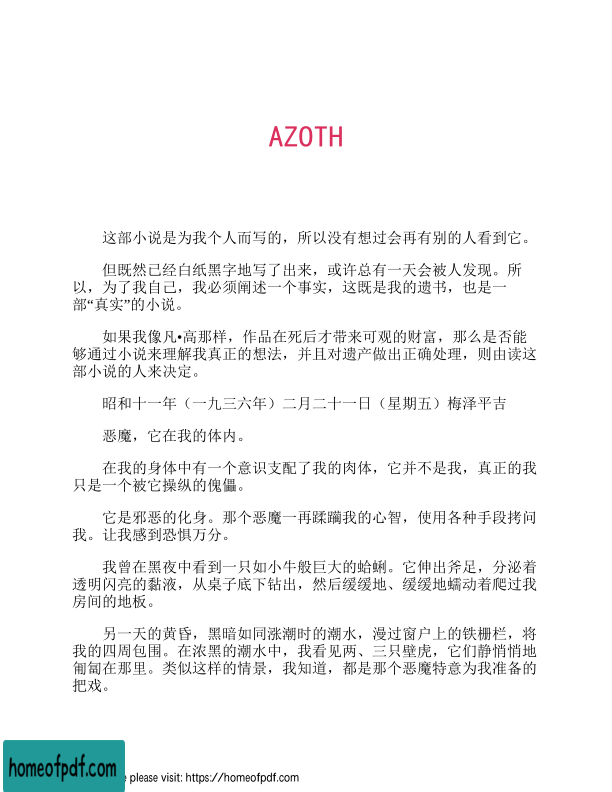 AZOTH
这部小说是为我个人而写的，所以没有想过会再有别的人看到它。
但既然已经白纸黑字地写了出来，或许总有一天会被人发现。所
以，为了我自己，我必须阐述一个事实，这既是我的遗书，也是一
部“真实”的小说。
如果我像凡•高那样，作品在死后才带来可观的财富，那么是否能
够通过小说来理解我真正的想法，并且对遗产做出正确处理，则由读这
部小说的人来决定。
昭和十一年（一九三六年）二月二十一日（星期五）梅泽平吉
恶魔，它在我的体内。
在我的身体中有一个意识支配了我的肉体，它并不是我，真正的我
只是一个被它操纵的傀儡。
它是邪恶的化身。那个恶魔一再蹂躏我的心智，使用各种手段拷问
我。让我感到恐惧万分。
我曾在黑夜中看到一只如小牛般巨大的蛤蜊。它伸出斧足，分泌着
透明闪亮的黏液，从桌子底下钻出，然后缓缓地、缓缓地蠕动着爬过我
房间的地板。
另一天的黄昏，黑暗如同涨潮时的潮水，漫过窗户上的铁栅栏，将
我的四周包围。在浓黑的潮水中，我看见两、三只壁虎，它们静悄悄地
匍匐在那里。类似这样的情景，我知道，都是那个恶魔特意为我准备的
把戏。
homeofpdf.com
e please visit: https://homeofpdf.com